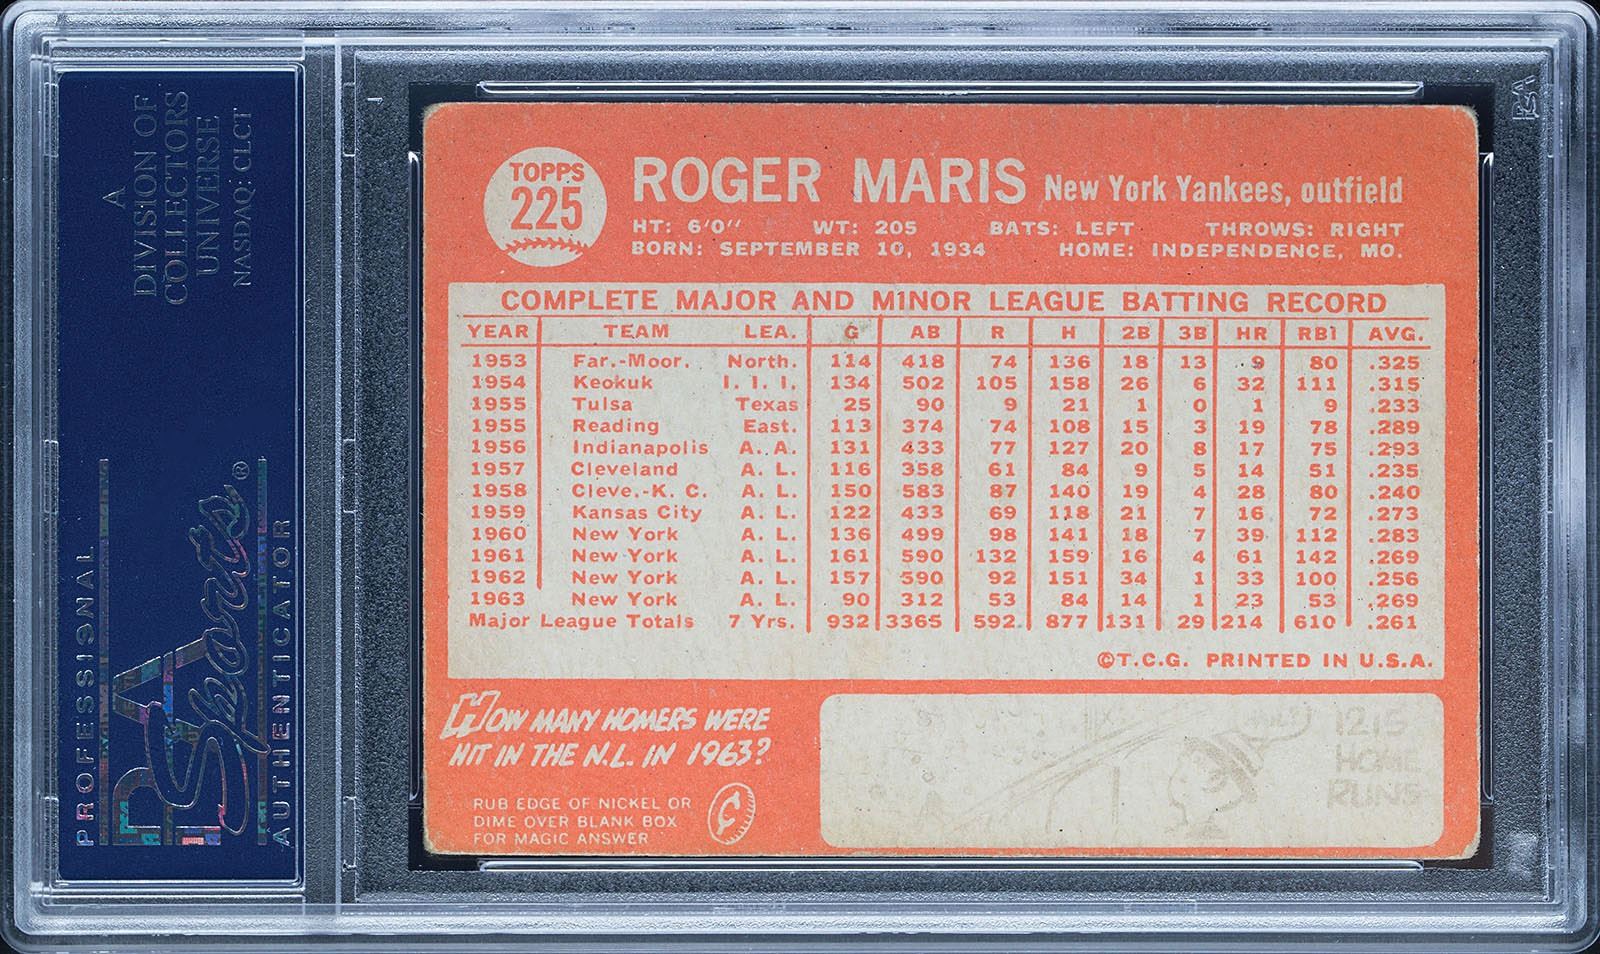 A
DIVISION OF
COLLECTORS
UNIVERSE
NASDAQ: CLCT
PROFESSIONAL
PSA
Sports®
AUTHENTICATOR
PSA
TOPPS
225
ROGER MARIS New York Yankees, outfield
HT: 6'0" WT: 205 BATS: LEFT THROWS: RIGHT
BORN: SEPTEMBER 10, 1934 HOME: INDEPENDENCE, MO.
COMPLETE MAJOR AND MINOR LEAGUE BATTING RECORD
YEAR TEAM LEA. G AB R H 2B 3B HR RBI AVG.
1953 Far.-Moor. North. 114 418 74 136 18 13 9 80 .325
1954 Keokuk I. I. I. 134 502 105 158 26 6 32 111 .315
1955 Tulsa Texas 25 90 9 21 1 0 1 9 .233
1955 Reading East. 113 374 74 108 15 3 19 78 .289
1956 Indianapolis A. A. 131 433 77 127 20 8 17 75 .293
1957 Cleveland A. L. 116 358 61 84 9 5 14 51 .235
1958 Cleve.-K. C. A. L. 150 583 87 140 19 4 28 80 .240
1959 Kansas City A. L. 122 433 69 118 21 7 16 72 .273
1960 New York A. L. 136 499 98 141 18 7 39 112 .283
1961 New York A. L. 161 590 132 159 16 4 61 142 .269
1962 New York A. L. 157 590 92 151 34 1 33 100 .256
1963 New York A. L. 90 312 53 84 14 1 23 53 .269
Major League Totals 7 Yrs. 932 3365 592 877 131 29 214 610 .261
©T.C.G. PRINTED IN U.S.A.
HOW MANY HOMERS WERE
HIT IN THE N.L. IN 1963?
RUB EDGE OF NICKEL OR
DIME OVER BLANK BOX
FOR MAGIC ANSWER
1215
HOME
RUNS